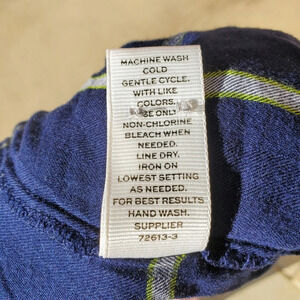 MACHINE WASH
COLD
GENTLE CYCLE.
WITH LIKE
COLORS.
ONLY
NON-CHLORINE
BLEACH WHEN
NEEDED.
LINE DRY.
IRON ON
LOWEST SETTING
AS NEEDED.
FOR BEST RESULTS
HAND WASH.
SUPPLIER
72613-3